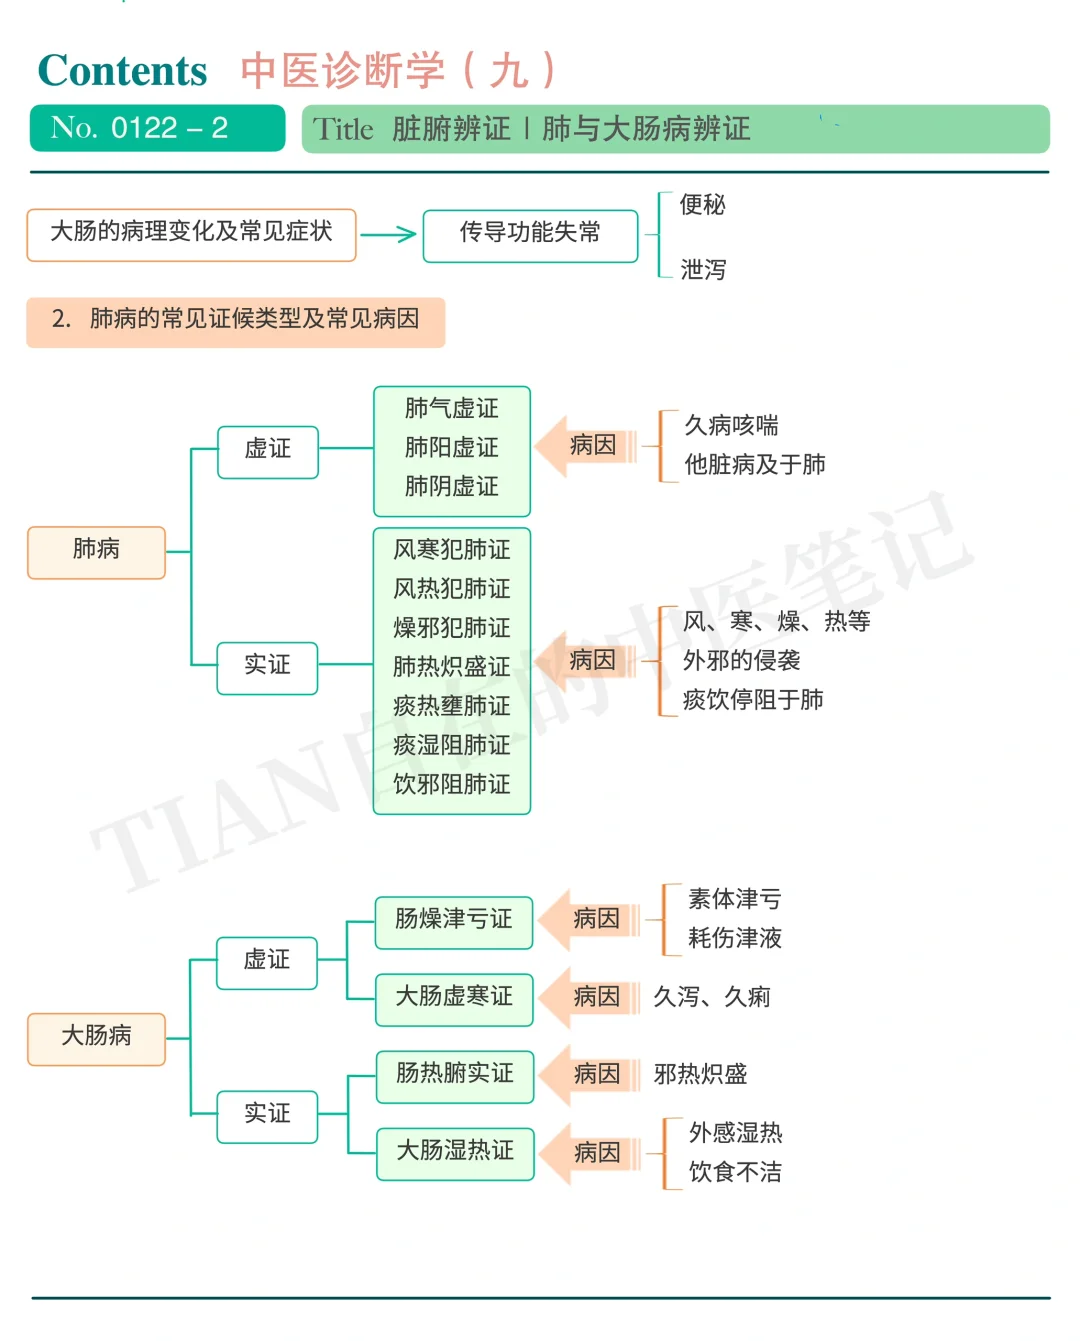 Contents 中医诊断学（九）
No. 0122 – 2
Title 脏腑辨证 | 肺与大肠病辨证
大肠的病理变化及常见症状
传导功能失常
便秘
泄泻
2. 肺病的常见证候类型及常见病因
肺病
虚证
肺气虚证
肺阳虚证
肺阴虚证
病因
久病咳喘
他脏病及于肺
实证
风寒犯肺证
风热犯肺证
燥邪犯肺证
肺热炽盛证
痰热壅肺证
痰湿阻肺证
饮邪阻肺证
病因
风、寒、燥、热等
外邪的侵袭
痰饮停阻于肺
大肠病
虚证
肠燥津亏证
病因
素体津亏
耗伤津液
大肠虚寒证
病因
久泻、久痢
实证
肠热腑实证
病因
邪热炽盛
大肠湿热证
病因
外感湿热
饮食不洁
TIAN自在的中医笔记